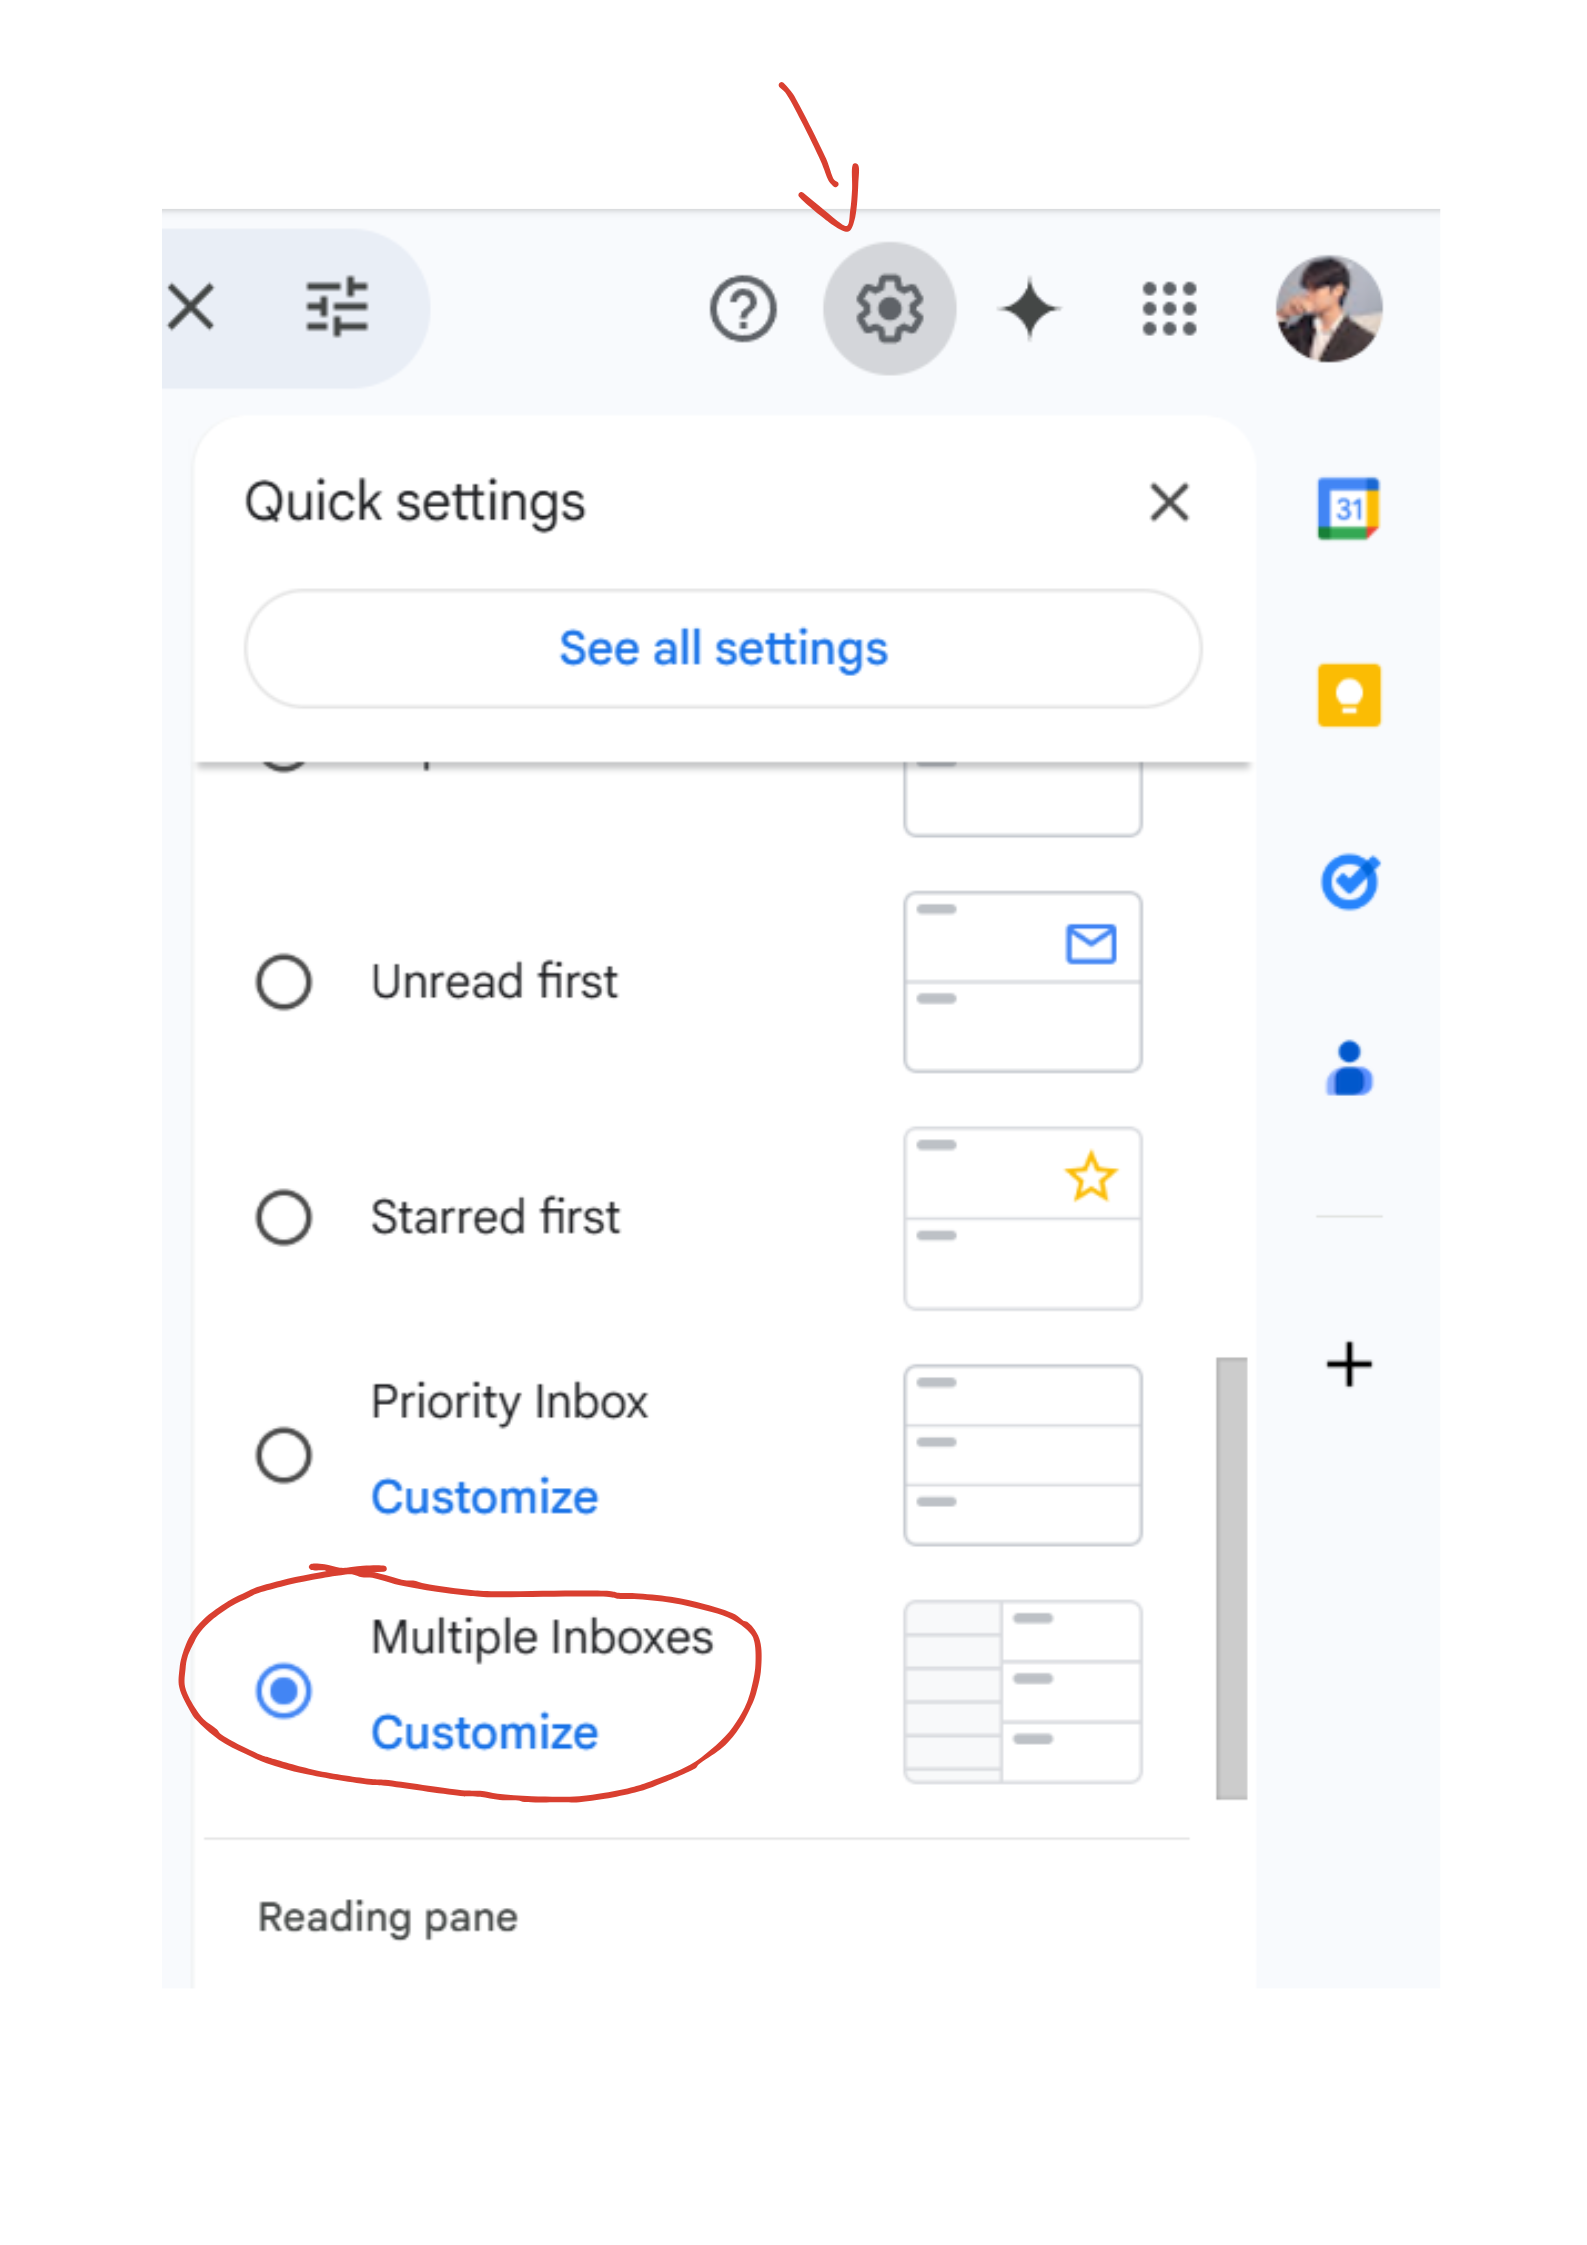 Quick settings
31
See all settings
Unread first
Starred first
Priority Inbox
Customize
Multiple Inboxes
Customize
Reading pane